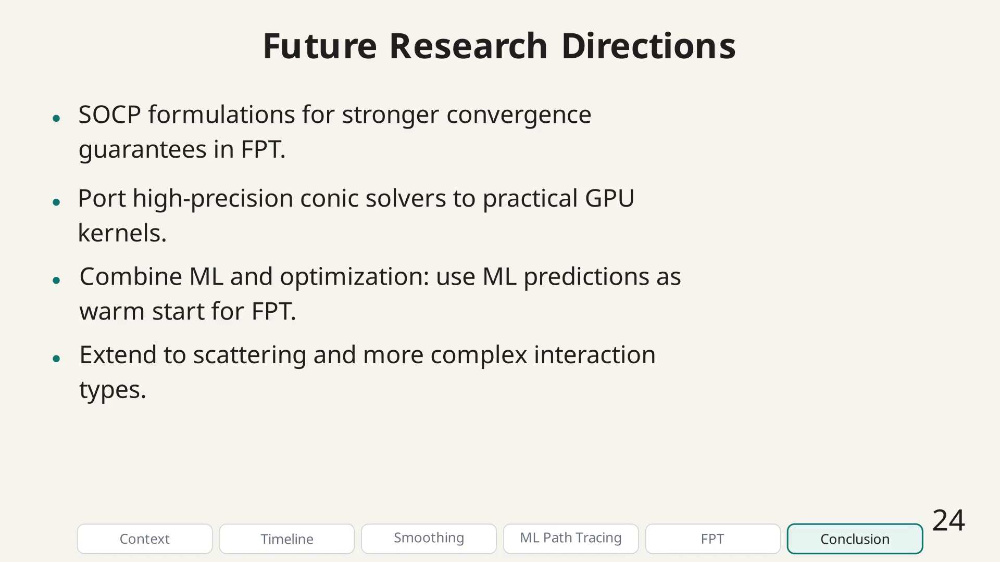 Future Research Directions
• SOCP formulations for stronger convergence
guarantees in FPT.
• Port high-precision conic solvers to practical GPU
kernels.
• Combine ML and optimization: use ML predictions as
warm start for FPT.
• Extend to scattering and more complex interaction
types.
Context
Timeline
Smoothing
ML Path Tracing
FPT
Conclusion
24